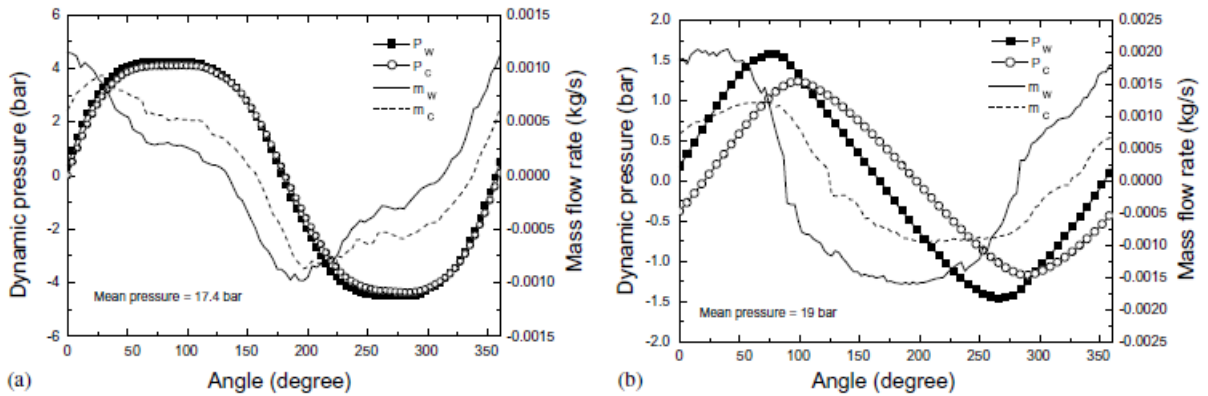 0.0015
0.0010
0.0005
0.0000
-0.0005
-0.0010
-0.0015
Mass flow rate (kg/s)
6
4
2
0
-2
-4
-6
Dynamic pressure (bar)
P w
P c
m w
m c
Mean pressure = 17.4 bar
0 50 100 150 200 250 300 350
(a) Angle (degree)
0.0025
0.0020
0.0015
0.0010
0.0005
0.0000
-0.0005
-0.0010
-0.0015
-0.0020
-0.0025
Mass flow rate (kg/s)
2.0
1.5
1.0
0.5
0.0
-0.5
-1.0
-1.5
-2.0
Dynamic pressure (bar)
P w
P c
m w
m c
Mean pressure = 19 bar
0 50 100 150 200 250 300 350
(b) Angle (degree)